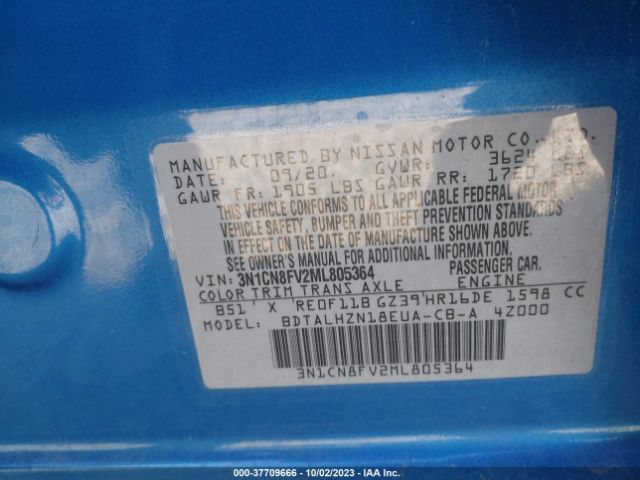 MANUFACTURED BY NISSAN MOTOR CO., LTD.
DATE: 09/20 GVWR: LBS
GAWR FR: 1905 LBS GAWR RR: 1720 LBS
THIS VEHICLE CONFORMS TO ALL APPLICABLE FEDERAL MOTOR
VEHICLE SAFETY, BUMPER AND THEFT PREVENTION STANDARDS
IN EFFECT ON THE DATE OF MANUFACTURE SHOWN ABOVE.
SEE OWNER'S MANUAL FOR ADDITIONAL INFORMATION.
VIN: 3N1CN8FV2ML805364 PASSENGER CAR
COLOR TRIM TRANS AXLE ENGINE
B51 X RE0F11B GZ39 HR16DE 1598 CC
MODEL: BDTALHZN18EUA-CB-A 4Z000
3N1CN8FV2ML805364
000-37709666 - 10/02/2023 - IAA Inc.